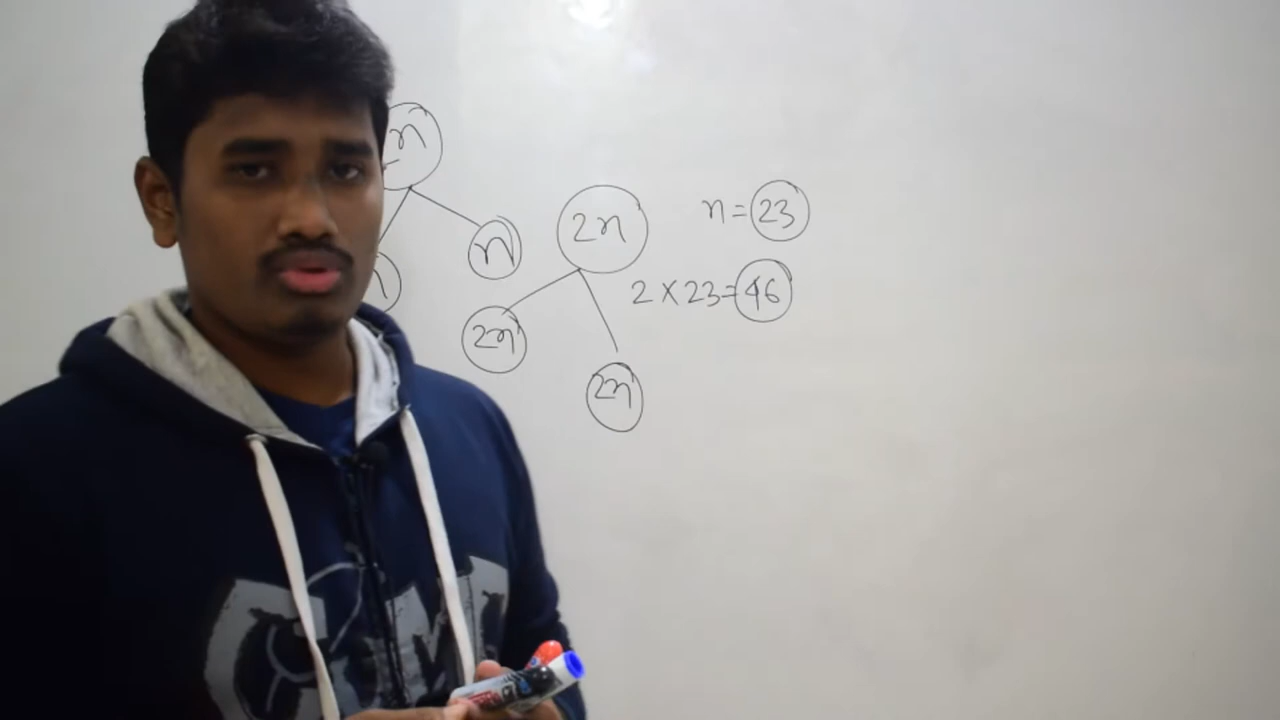 n
n
n
2n
2n
2n
n = 23
2 × 23 = 46